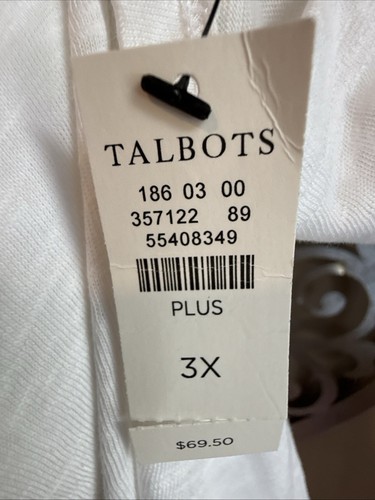 TALBOTS
186 03 00
357122 89
55408349
PLUS
3X
$69.50